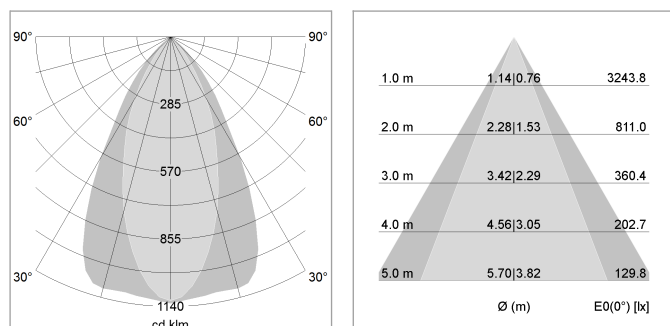 90° 90°
285
60° 60°
570
855
30° 30°
1140
cd klm
1.0 m 1.14|0.76 3243.8
2.0 m 2.28|1.53 811.0
3.0 m 3.42|2.29 360.4
4.0 m 4.56|3.05 202.7
5.0 m 5.70|3.82 129.8
Ø (m) E0(0°) [lx]